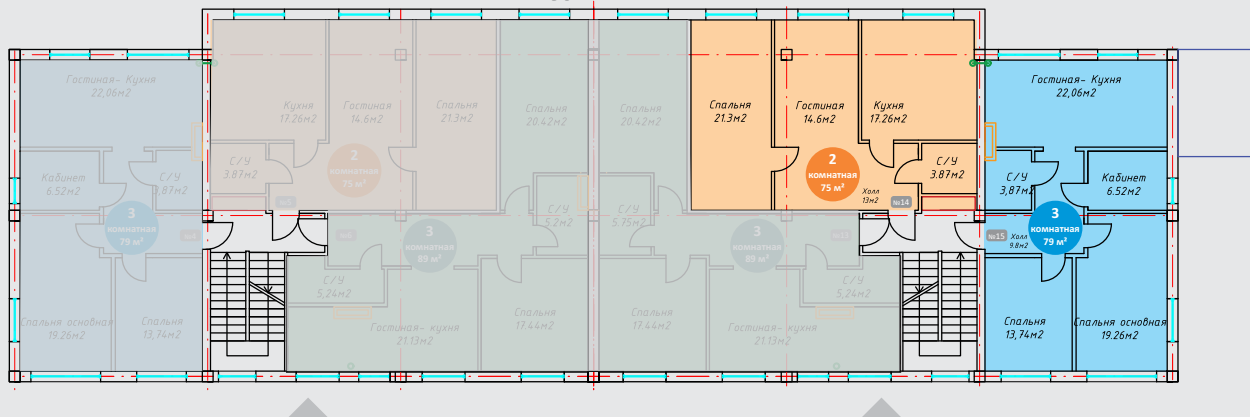 Гостиная- Кухня
22,06м2
Кабинет
6.52м2
С/У
3,87м2
3
комнатная
79 м²
Спальня основная
19.26м2
Спальня
13,74м2
Кухня
17.26м2
Гостиная
14.6м2
Спальня
21.3м2
С/У
3.87м2
2
комнатная
75 м²
Спальня
20.42м2
С/У
5.2м2
3
комнатная
89 м²
С/У
5,24м2
Гостиная- кухня
21.13м2
Спальня
17.44м2
Спальня
20.42м2
С/У
5.75м2
3
комнатная
89 м²
С/У
5,24м2
Спальня
17.44м2
Гостиная- кухня
21.13м2
Спальня
21.3м2
Гостиная
14.6м2
Кухня
17.26м2
2
комнатная
75 м²
С/У
3.87м2
Холл
13м2
№14
Гостиная- Кухня
22,06м2
С/У
3,87м2
Кабинет
6.52м2
3
комнатная
79 м²
№15
Холл
9.8м2
Спальня
13,74м2
Спальня основная
19.26м2